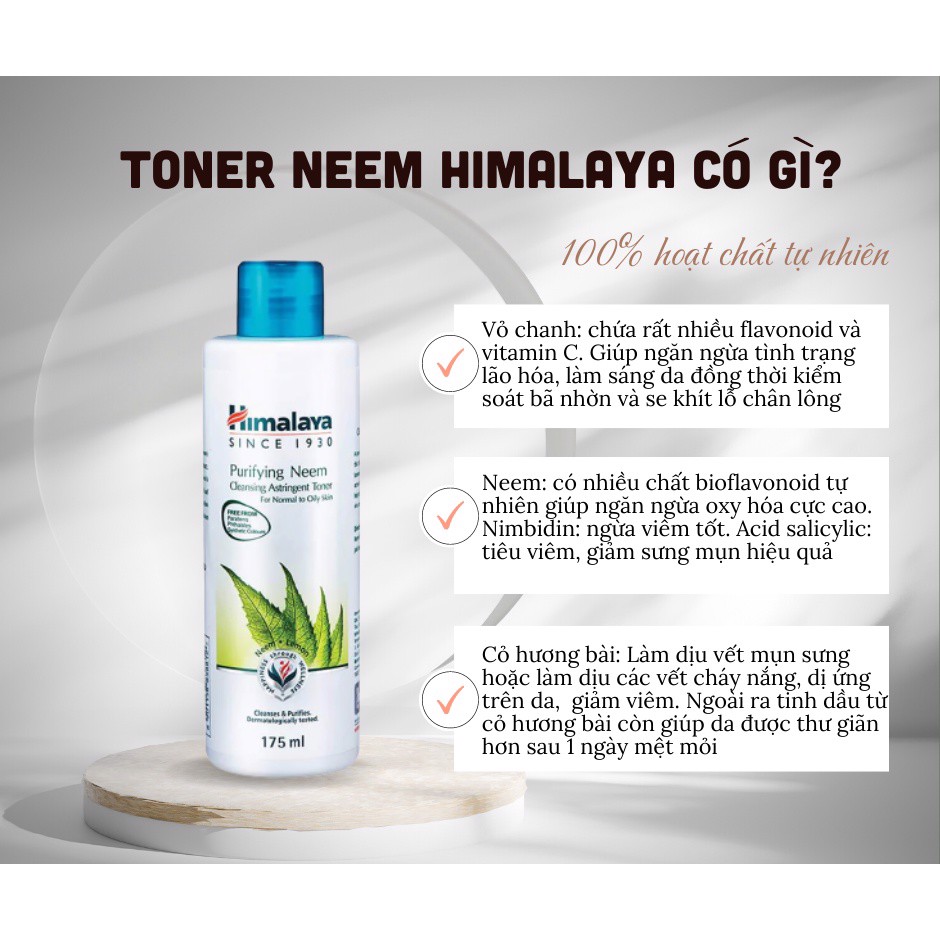 TONER NEEM HIMALAYA CÓ GÌ?
100% hoạt chất tự nhiên
Vỏ chanh: chứa rất nhiều flavonoid và
vitamin C. Giúp ngăn ngừa tình trạng
lão hóa, làm sáng da đồng thời kiểm
soát bã nhờn và se khít lỗ chân lông
Neem: có nhiều chất bioflavonoid tự
nhiên giúp ngăn ngừa oxy hóa cực cao.
Nimbidin: ngừa viêm tốt. Acid salicylic:
tiêu viêm, giảm sưng mụn hiệu quả
Cỏ hương bài: Làm dịu vết mụn sưng
hoặc làm dịu các vết cháy nắng, dị ứng
trên da, giảm viêm. Ngoài ra tinh dầu từ
cỏ hương bài còn giúp da được thư giãn
hơn sau 1 ngày mệt mỏi
Himalaya
SINCE 1930
Purifying Neem
Cleansing Astringent Toner
For Normal to Oily Skin
FREE FROM
Parabens
Phthalates
Synthetic Colours
Neem • Lemon
HAPPINESS through WELLNESS
Cleanses & Purifies.
Dermatologically tested.
175 ml